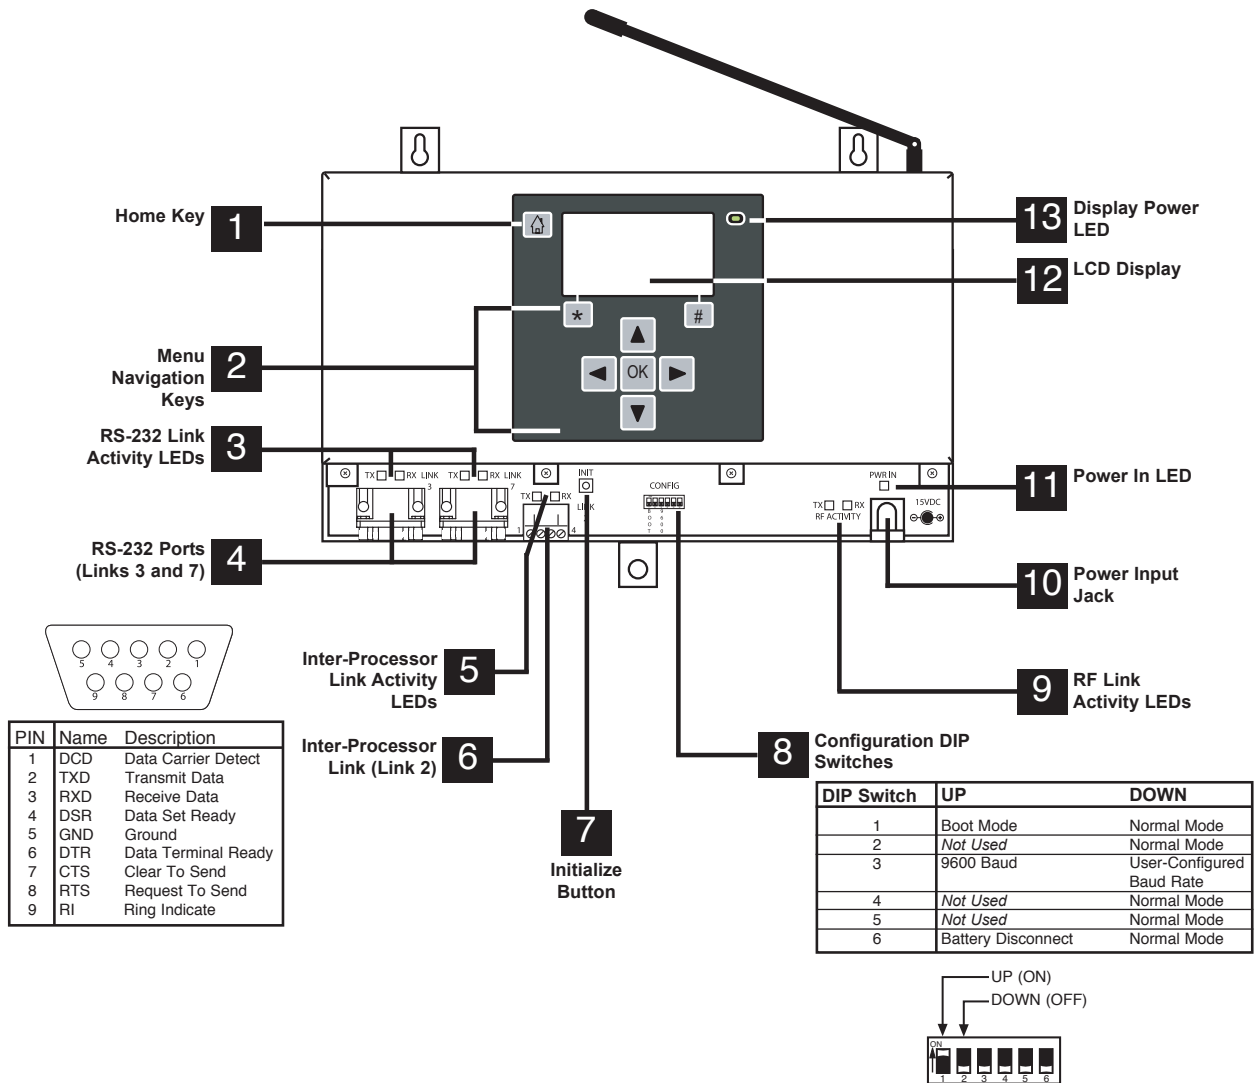 Home Key
1
13
Display Power
LED
12
LCD Display
*
#
OK
Menu
Navigation
Keys
2
RS-232 Link
Activity LEDs
3
TX RX LINK
3
TX RX LINK
7
TX RX
INIT
LINK
CONFIG
PWR IN
TX RX
RF ACTIVITY
15VDC
1
4
11
Power In LED
RS-232 Ports
(Links 3 and 7)
4
10
Power Input
Jack
5 4 3 2 1
9 8 7 6
Inter-Processor
Link Activity
LEDs
5
9
RF Link
Activity LEDs
Inter-Processor
Link (Link 2)
6
7
Initialize
Button
8
Configuration DIP
Switches
PIN Name Description
1 DCD Data Carrier Detect
2 TXD Transmit Data
3 RXD Receive Data
4 DSR Data Set Ready
5 GND Ground
6 DTR Data Terminal Ready
7 CTS Clear To Send
8 RTS Request To Send
9 RI Ring Indicate
DIP Switch UP DOWN
1 Boot Mode Normal Mode
2 Not Used Normal Mode
3 9600 Baud User-Configured
Baud Rate
4 Not Used Normal Mode
5 Not Used Normal Mode
6 Battery Disconnect Normal Mode
UP (ON)
DOWN (OFF)
ON
1 2 3 4 5 6